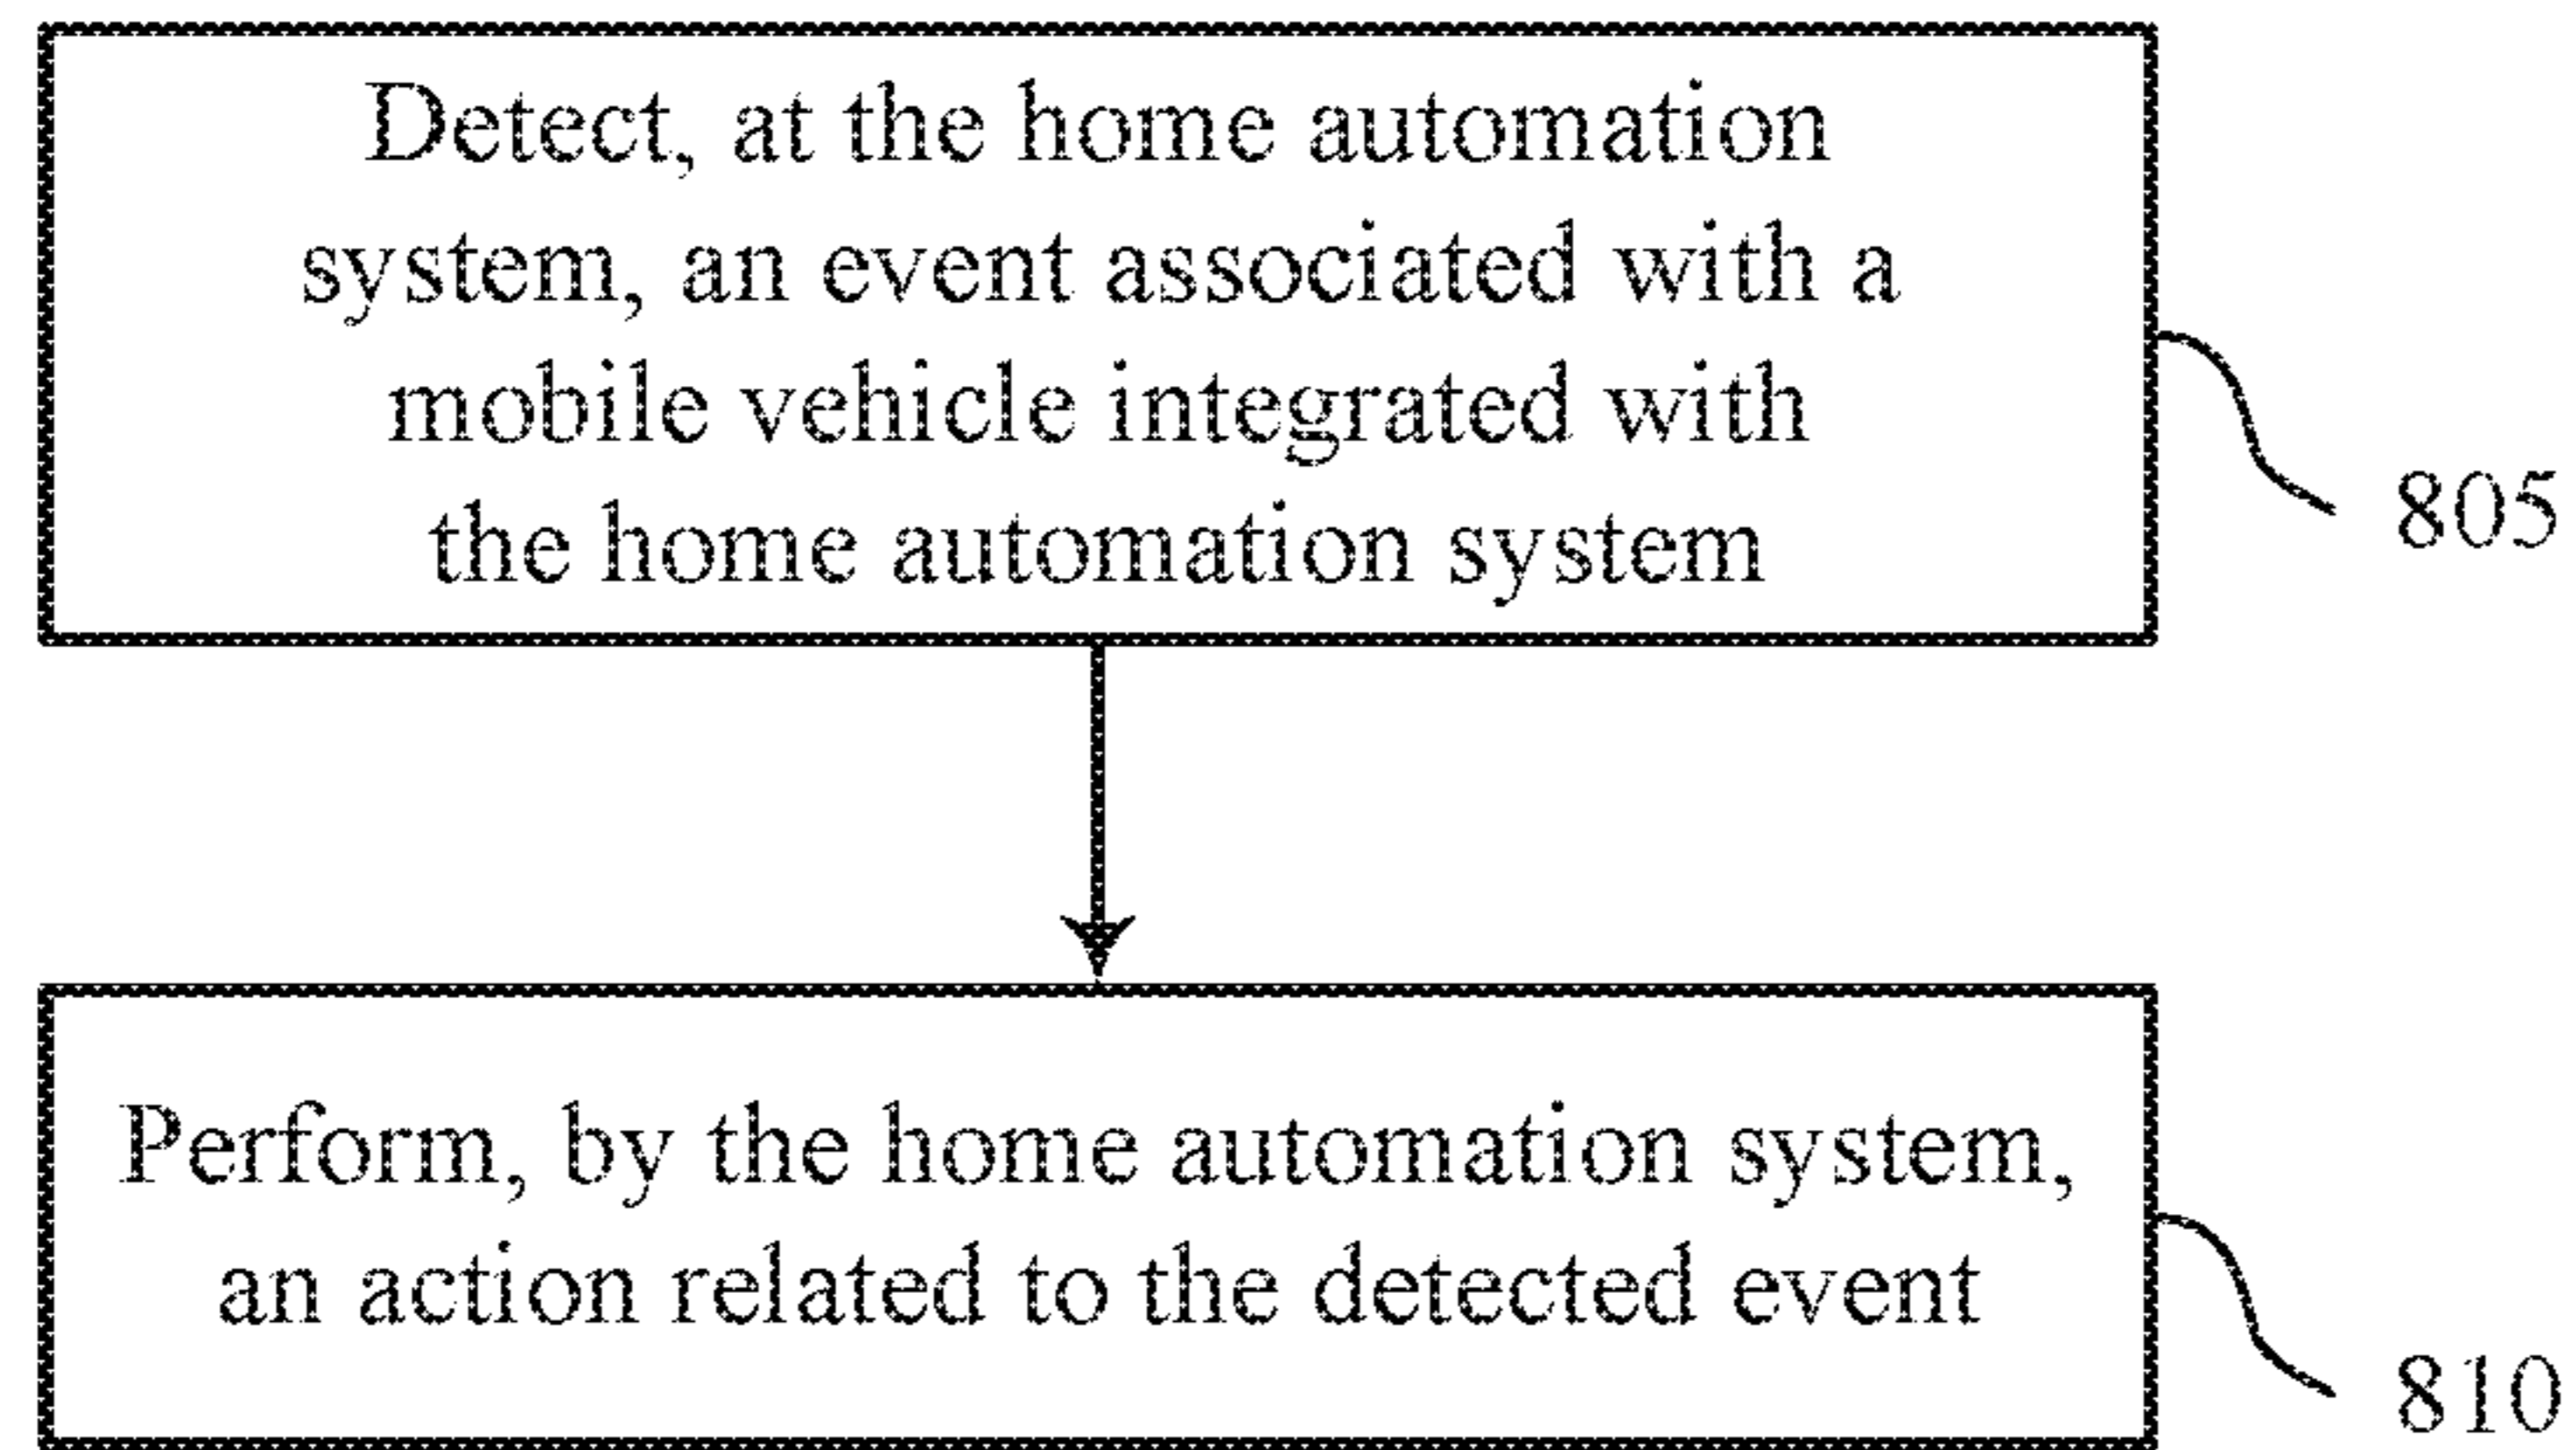 Detect, at the home automation
system, an event associated with a
mobile vehicle integrated with
the home automation system
805
Perform, by the home automation system,
an action related to the detected event
810